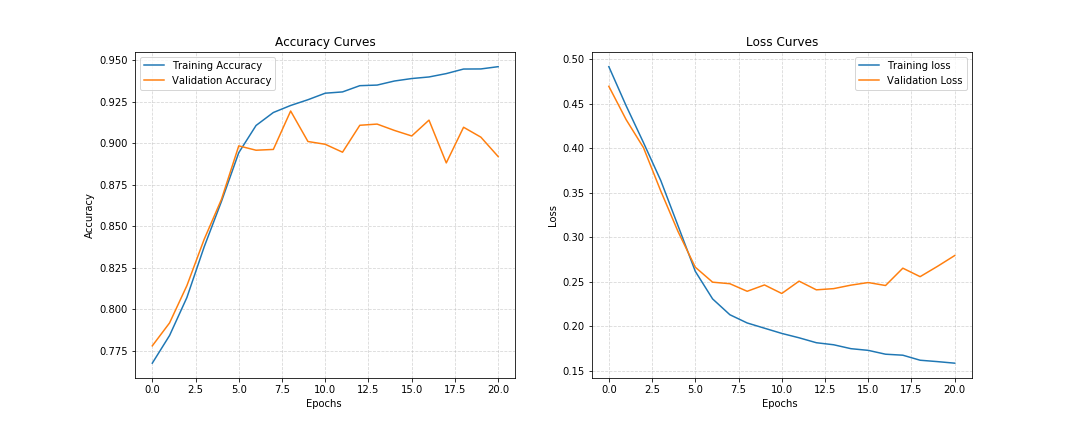 Accuracy Curves
Training Accuracy
Validation Accuracy
0.950
0.925
0.900
0.875
0.850
0.825
0.800
0.775
Accuracy
0.0 2.5 5.0 7.5 10.0 12.5 15.0 17.5 20.0
Epochs
Loss Curves
Training loss
Validation Loss
0.50
0.45
0.40
0.35
0.30
0.25
0.20
0.15
Loss
0.0 2.5 5.0 7.5 10.0 12.5 15.0 17.5 20.0
Epochs